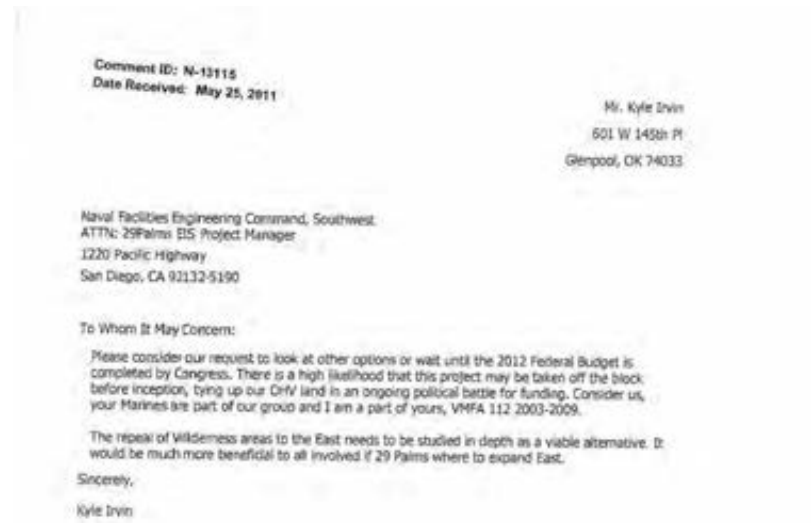 Comment ID: N-13115
Date Received: May 25, 2011
Mr. Kyle Irvin
601 W 145th Pl
Glenpool, OK 74033
Naval Facilities Engineering Command, Southwest
ATTN: 29Palms EIS Project Manager
1220 Pacific Highway
San Diego, CA 92132-5190
To Whom It May Concern:
Please consider our request to look at other options or wait until the 2012 Federal Budget is
completed by Congress. There is a high likelihood that this project may be taken off the block
before inception, tying up our OHV land in an ongoing political battle for funding. Consider us,
your Marines are part of our group and I am a part of yours, VMFA 112 2003-2009.
The repeal of Wilderness areas to the East needs to be studied in depth as a viable alternative. It
would be much more beneficial to all involved if 29 Palms where to expand East.
Sincerely,
Kyle Irvin